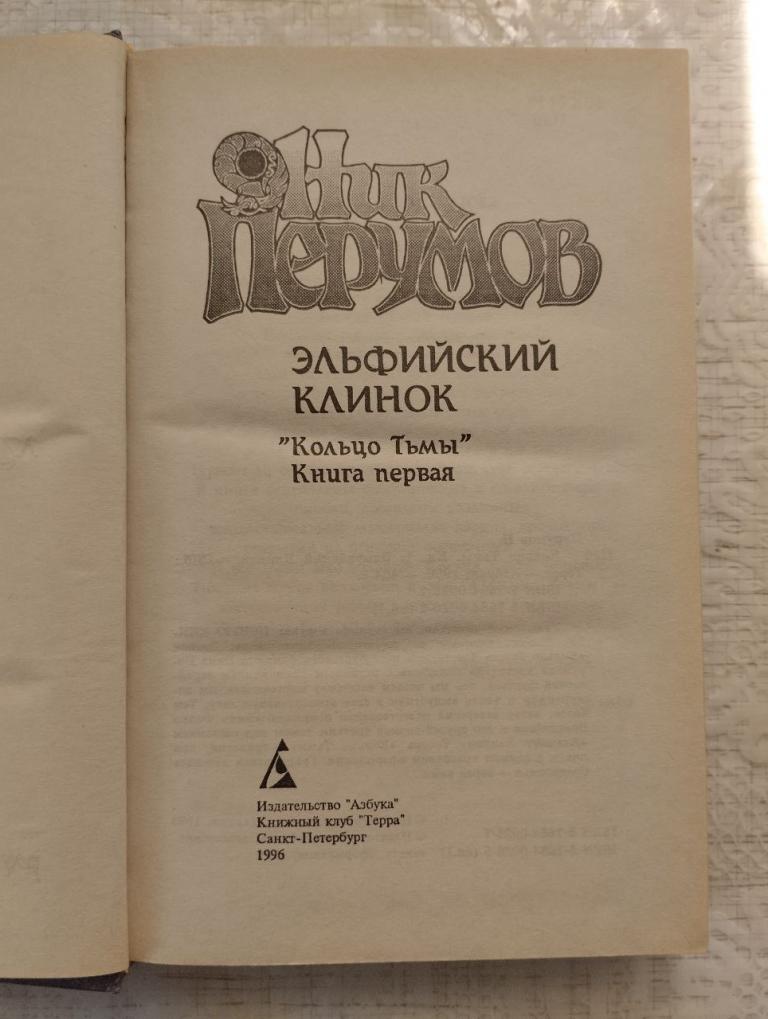 Ник
Перумов
ЭЛЬФИЙСКИЙ
КЛИНОК
"Кольцо Тьмы"
Книга первая
Издательство "Азбука"
Книжный клуб "Терра"
Санкт-Петербург
1996